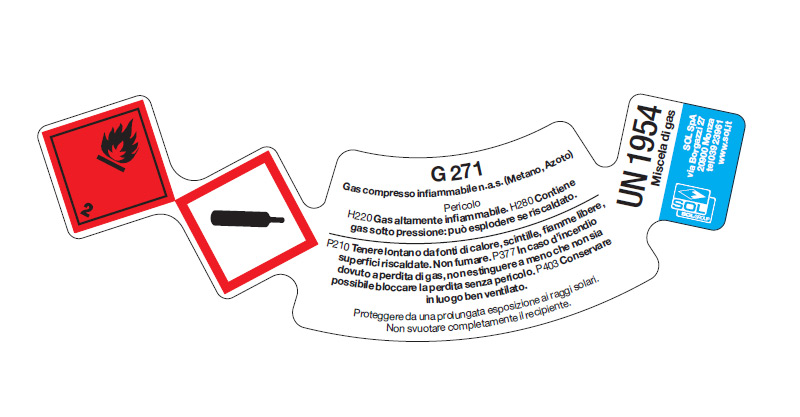 2
G 271
Gas compresso infiammabile n.a.s. (Metano, Azoto)
Pericolo
H220 Gas altamente infiammabile. H280 Contiene
gas sotto pressione: può esplodere se riscaldato.
P210 Tenere lontano da fonti di calore, scintille, fiamme libere,
superfici riscaldate. Non fumare. P377 In caso d'incendio
dovuto a perdita di gas, non estinguere a meno che non sia
possibile bloccare la perdita senza pericolo. P403 Conservare
in luogo ben ventilato.
Proteggere da una prolungata esposizione ai raggi solari.
Non svuotare completamente il recipiente.
UN 1954
Miscela di gas
SOL SpA
via Borgazzi 27
20900 Monza
tel 039 23961
www.sol.it
SOL
SOLGROUP